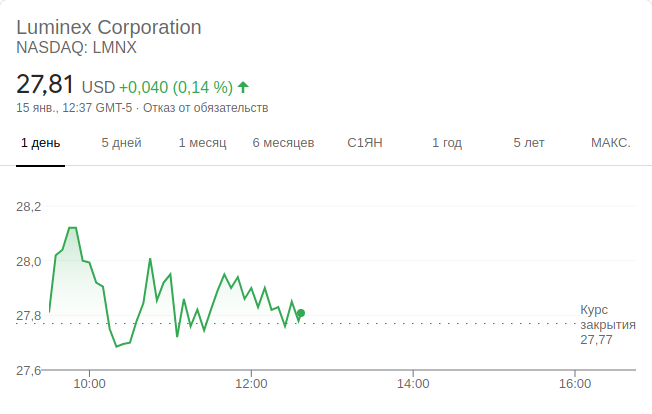 Luminex Corporation
NASDAQ: LMNX
27,81 USD +0,040 (0,14 %)
15 янв., 12:37 GMT-5 · Отказ от обязательств
1 день 5 дней 1 месяц 6 месяцев С1ЯН 1 год 5 лет МАКС.
28,2
28,0
27,8
Курс
закрытия
27,77
27,6
10:00 12:00 14:00 16:00